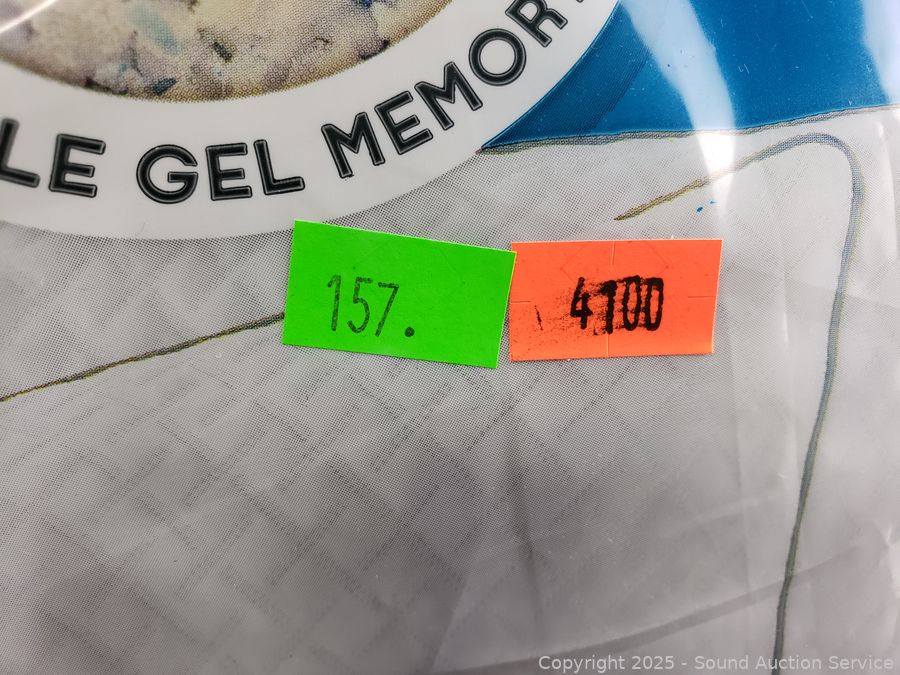 LE GEL MEMOR
157.
4100
Copyright 2025 - Sound Auction Service